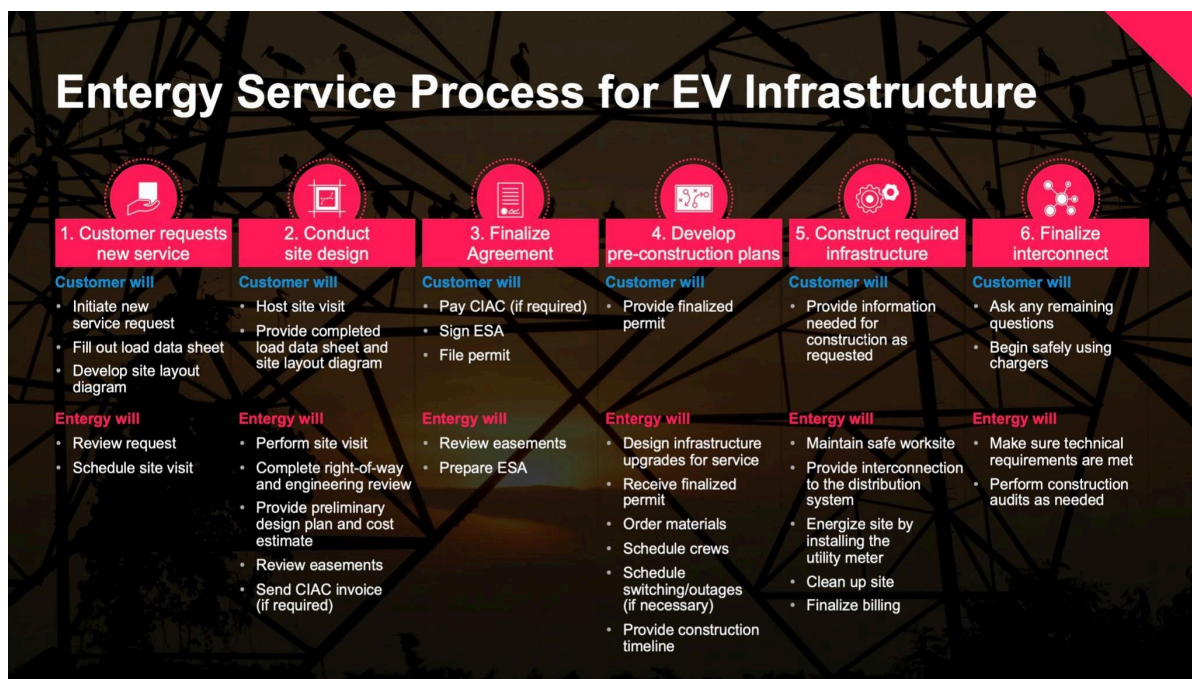 Entergy Service Process for EV Infrastructure
1. Customer requests
new service
Customer will
• Initiate new
service request
• Fill out load data sheet
• Develop site layout
diagram
Entergy will
• Review request
• Schedule site visit
2. Conduct
site design
Customer will
• Host site visit
• Provide completed
load data sheet and
site layout diagram
Entergy will
• Perform site visit
• Complete right-of-way
and engineering review
• Provide preliminary
design plan and cost
estimate
• Review easements
• Send CIAC invoice
(if required)
3. Finalize
Agreement
Customer will
• Pay CIAC (if required)
• Sign ESA
• File permit
Entergy will
• Review easements
• Prepare ESA
4. Develop
pre-construction plans
Customer will
• Provide finalized
permit
Entergy will
• Design infrastructure
upgrades for service
• Receive finalized
permit
• Order materials
• Schedule crews
• Schedule
switching/outages
(if necessary)
• Provide construction
timeline
5. Construct required
infrastructure
Customer will
• Provide information
needed for
construction as
requested
Entergy will
• Maintain safe worksite
• Provide interconnection
to the distribution
system
• Energize site by
installing the
utility meter
• Clean up site
• Finalize billing
6. Finalize
interconnect
Customer will
• Ask any remaining
questions
• Begin safely using
chargers
Entergy will
• Make sure technical
requirements are met
• Perform construction
audits as needed